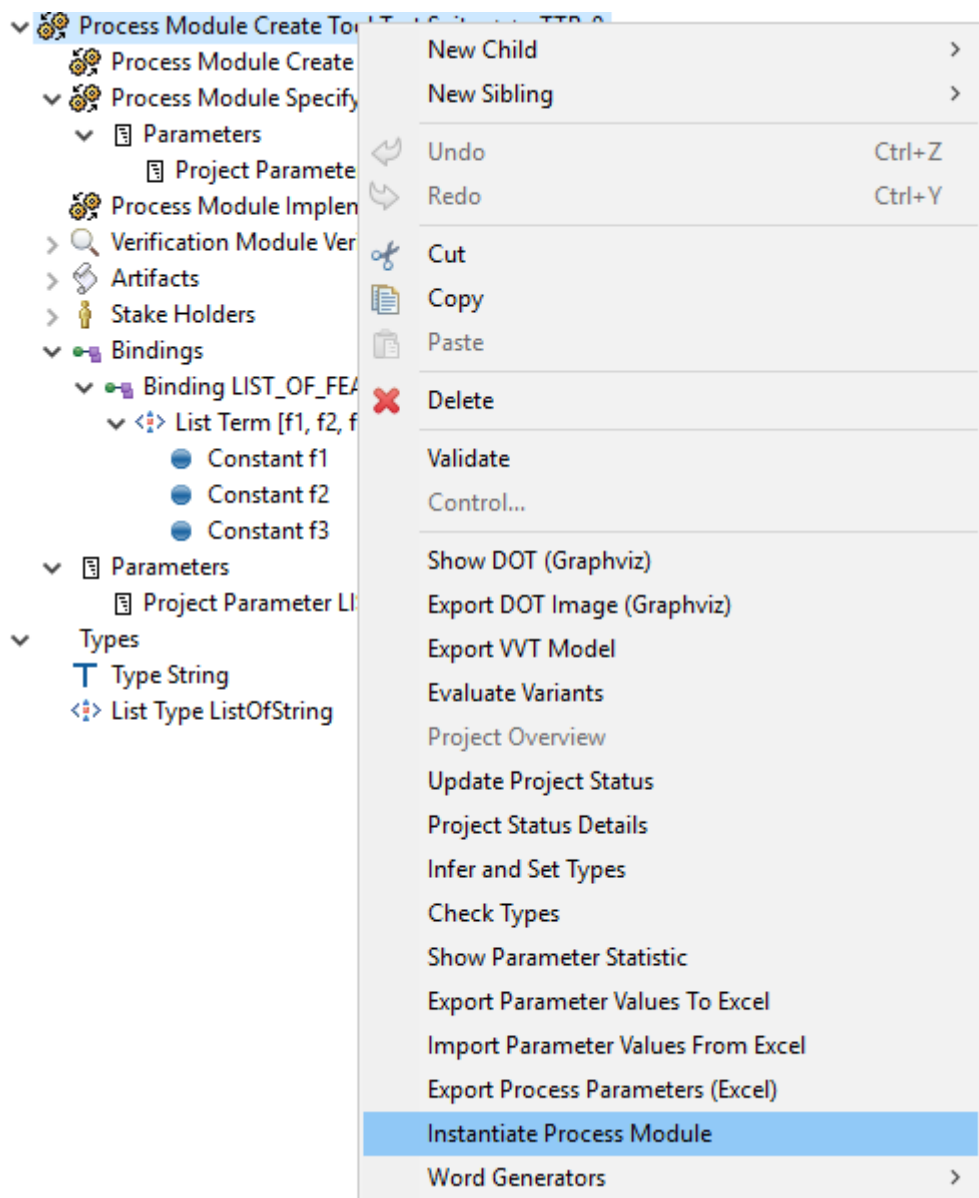 Process Module Create
Process Module Create
Process Module Specify
Parameters
Project Paramete
Process Module Implem
Verification Module Ver
Artifacts
Stake Holders
Bindings
Binding LIST_OF_FEA
List Term [f1, f2, f
Constant f1
Constant f2
Constant f3
Parameters
Project Parameter LI
Types
Type String
List Type ListOfString
New Child
New Sibling
Undo Ctrl+Z
Redo Ctrl+Y
Cut
Copy
Paste
Delete
Validate
Control...
Show DOT (Graphviz)
Export DOT Image (Graphviz)
Export VVT Model
Evaluate Variants
Project Overview
Update Project Status
Project Status Details
Infer and Set Types
Check Types
Show Parameter Statistic
Export Parameter Values To Excel
Import Parameter Values From Excel
Export Process Parameters (Excel)
Instantiate Process Module
Word Generators